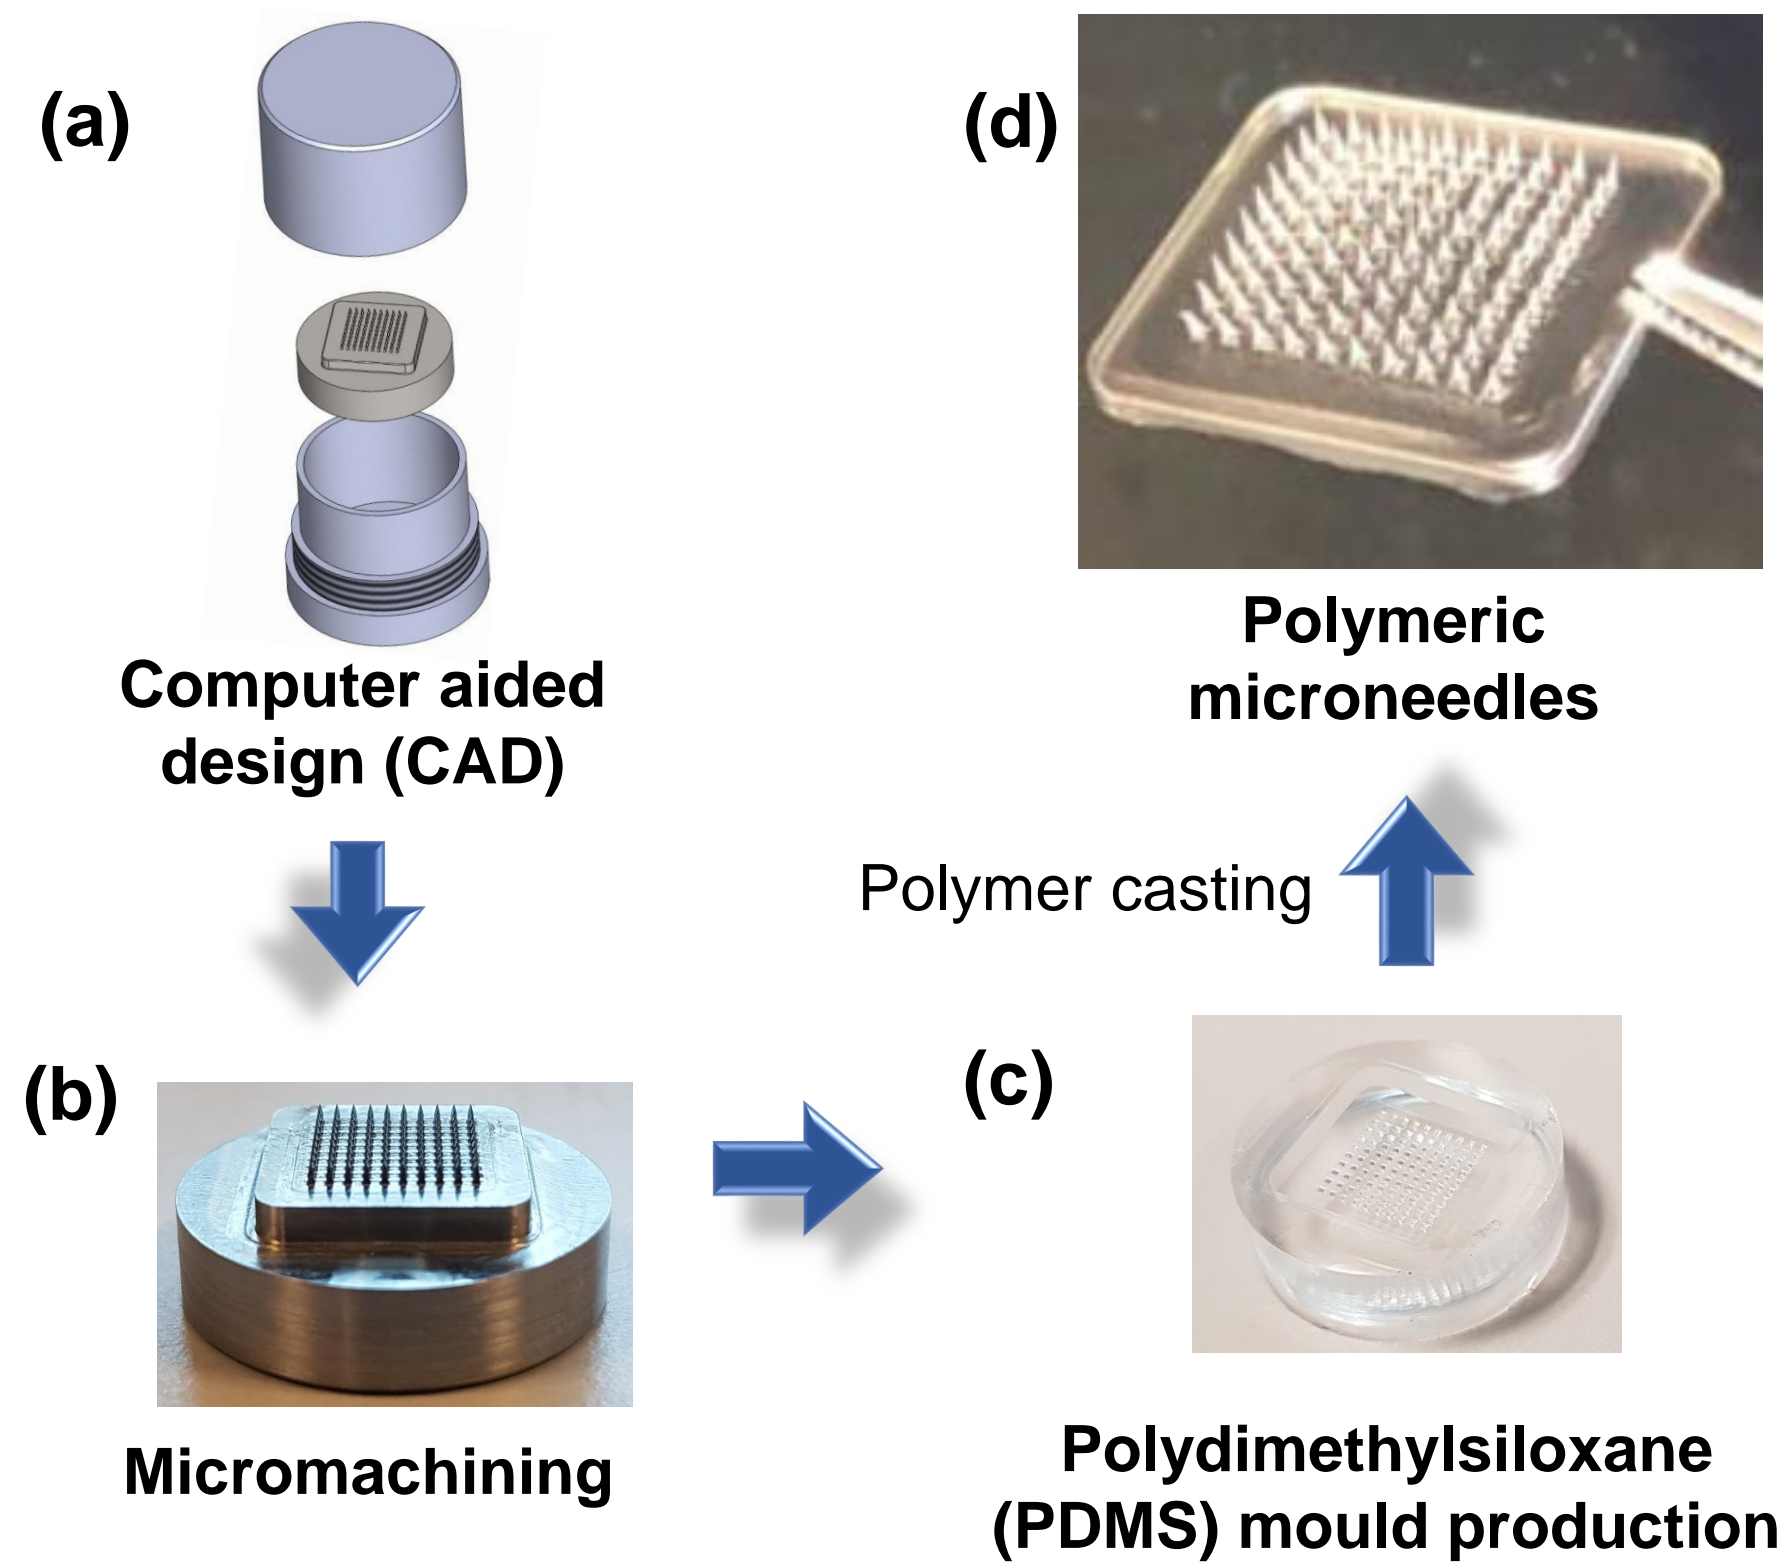 (a)
Computer aided
design (CAD)
(b)
Micromachining
(c)
Polydimethylsiloxane
(PDMS) mould production
Polymer casting
(d)
Polymeric
microneedles